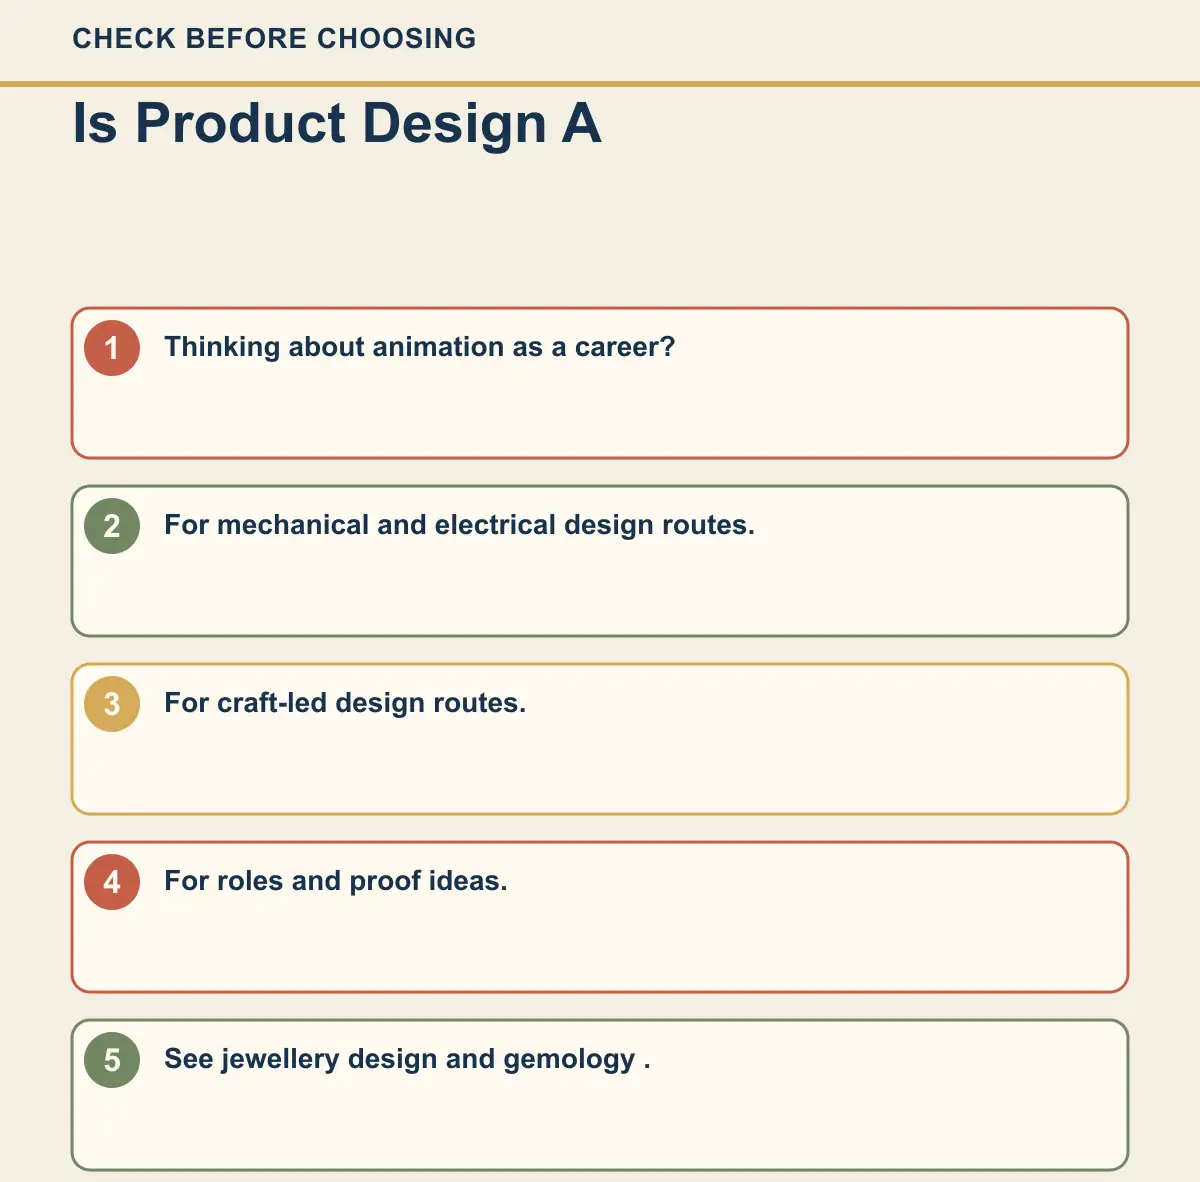 CHECK BEFORE CHOOSING
Is Product Design A
1
Thinking about animation as a career?
2
For mechanical and electrical design routes.
3
For craft-led design routes.
4
For roles and proof ideas.
5
See jewellery design and gemology .